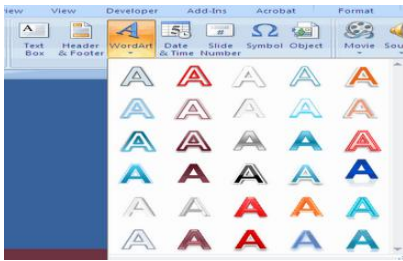 iew View Developer Add-Ins Acrobat Format
A A Ω
Text Header WordArt Date Slide Symbol Object Movie Sou
Box & Footer & Time Number
A A A A A
A A A A A
A A A A A
A A A A A
A A A A A
A A A A A